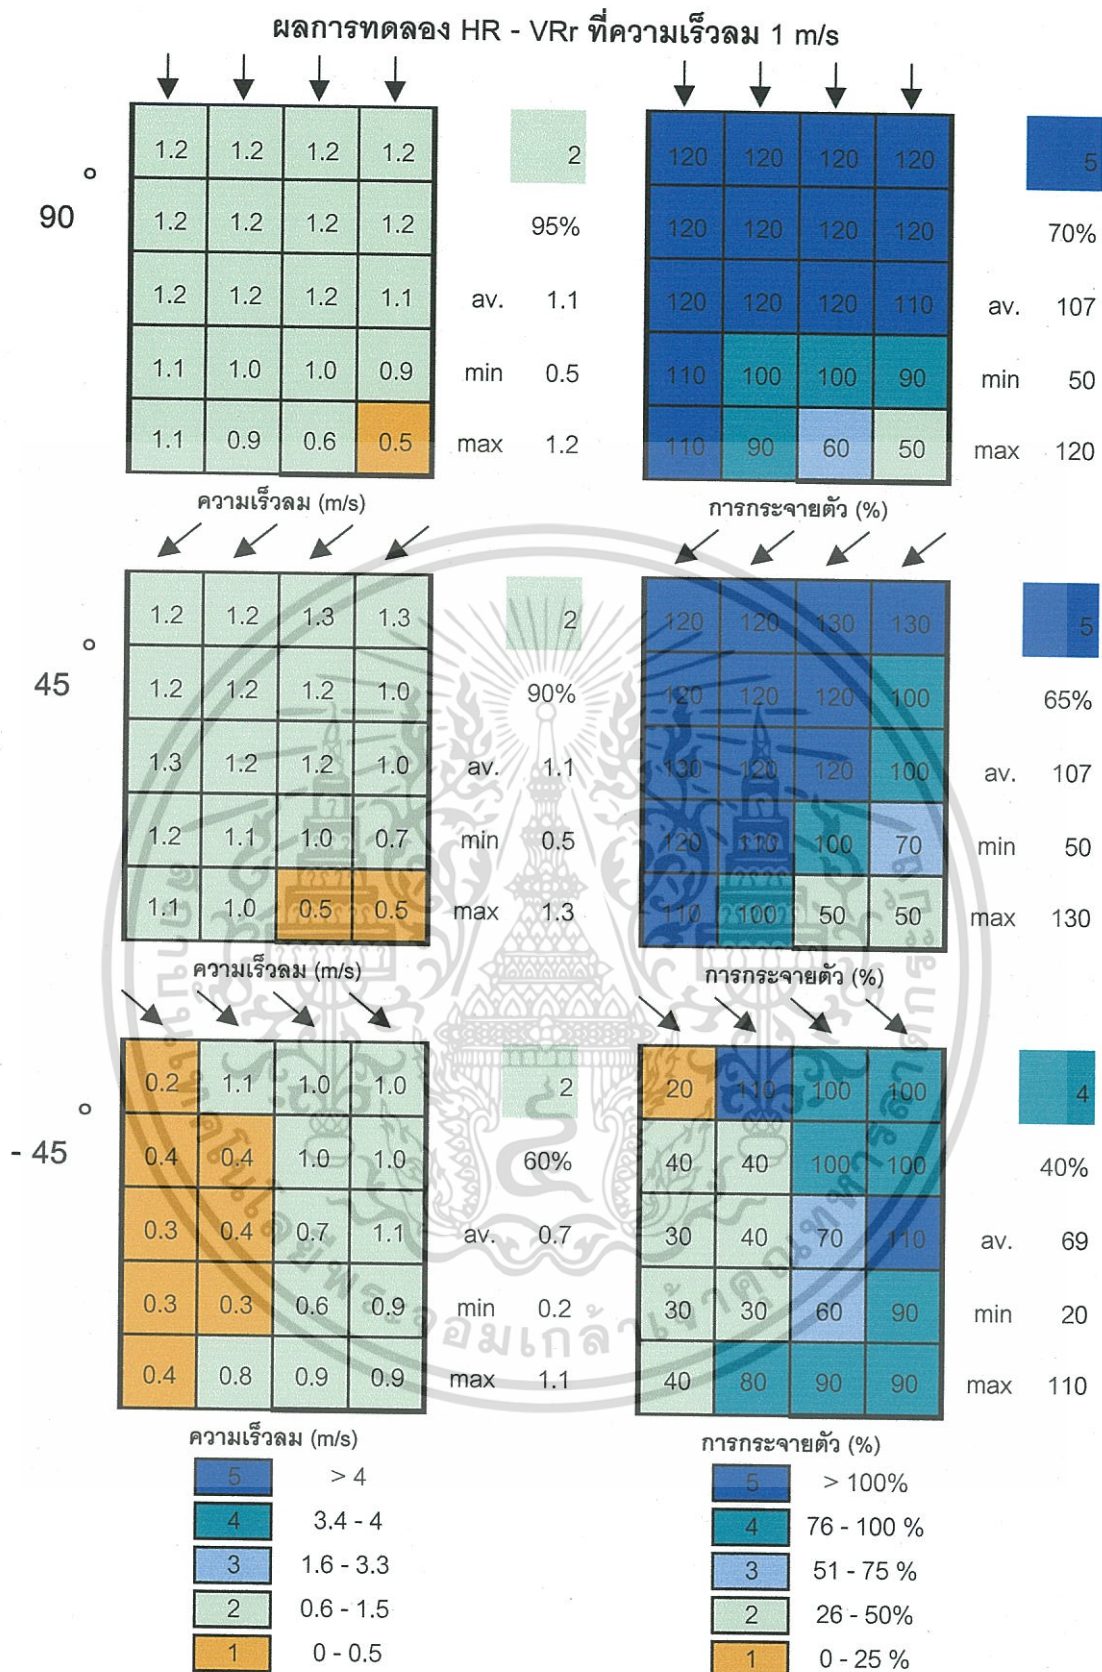 ผลการทดลอง HR - VRr ที่ความเร็วลม 1 m/s
90 °
1.2 1.2 1.2 1.2 2
1.2 1.2 1.2 1.2 95%
1.2 1.2 1.2 1.1 av. 1.1
1.1 1.0 1.0 0.9 min 0.5
1.1 0.9 0.6 0.5 max 1.2
ความเร็วลม (m/s)
120 120 120 120 5
120 120 120 120 70%
120 120 120 110 av. 107
110 100 100 90 min 50
110 90 60 50 max 120
การกระจายตัว (%)
45 °
1.2 1.2 1.3 1.3 2
1.2 1.2 1.2 1.0 90%
1.3 1.2 1.2 1.0 av. 1.1
1.2 1.1 1.0 0.7 min 0.5
1.1 1.0 0.5 0.5 max 1.3
ความเร็วลม (m/s)
120 120 130 130 5
120 120 120 100 65%
130 120 120 100 av. 107
120 110 100 70 min 50
110 100 50 50 max 130
การกระจายตัว (%)
- 45 °
0.2 1.1 1.0 1.0 2
0.4 0.4 1.0 1.0 60%
0.3 0.4 0.7 1.1 av. 0.7
0.3 0.3 0.6 0.9 min 0.2
0.4 0.8 0.9 0.9 max 1.1
ความเร็วลม (m/s)
20 110 100 100 4
40 40 100 100 40%
30 40 70 110 av. 69
30 30 60 90 min 20
40 80 90 90 max 110
การกระจายตัว (%)
5 > 4
4 3.4 - 4
3 1.6 - 3.3
2 0.6 - 1.5
1 0 - 0.5
5 > 100%
4 76 - 100 %
3 51 - 75 %
2 26 - 50%
1 0 - 25 %